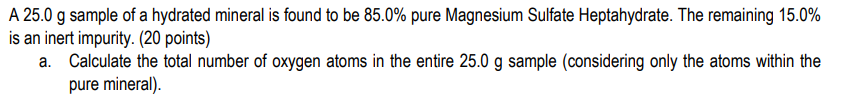 A 25.0 g sample of a hydrated mineral is found to be 85.0% pure Magnesium Sulfate Heptahydrate. The remaining 15.0%
is an inert impurity. (20 points)
a. Calculate the total number of oxygen atoms in the entire 25.0 g sample (considering only the atoms within the
pure mineral).